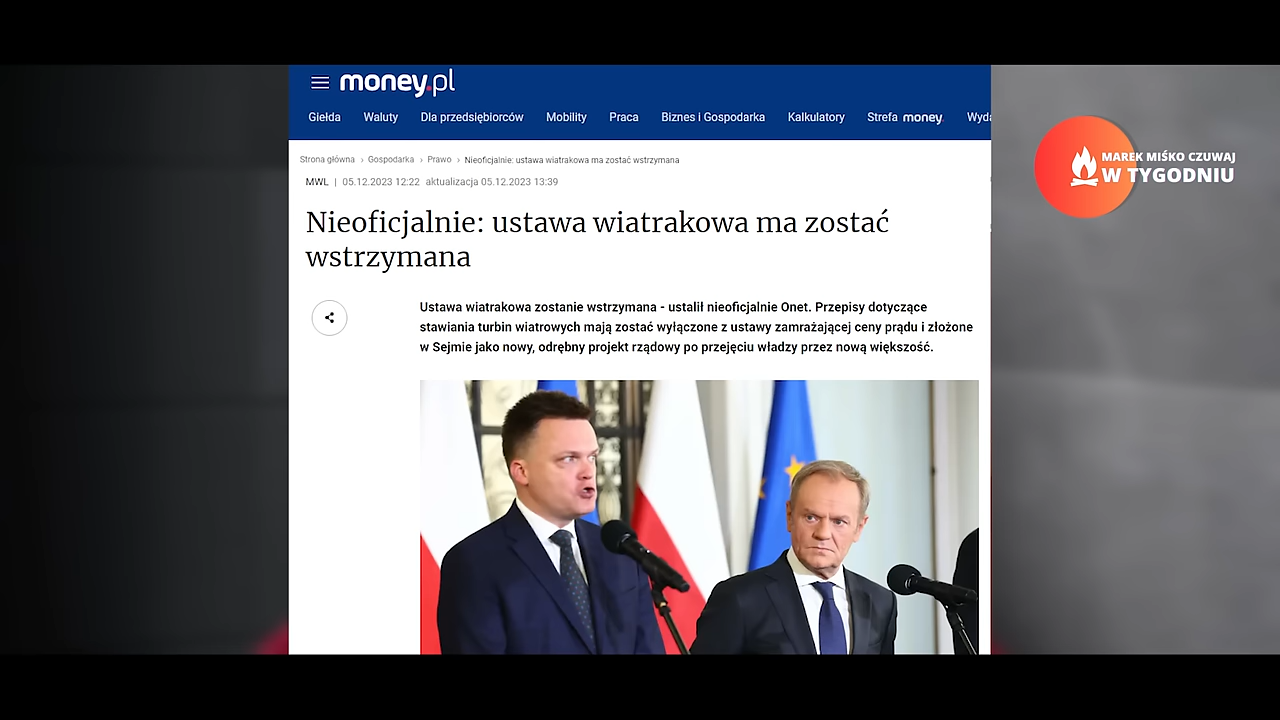 money.pl
Giełda Waluty Dla przedsiębiorców Mobility Praca Biznes i Gospodarka Kalkulatory Strefa money. Wyda
Strona główna › Gospodarka › Prawo › Nieoficjalnie: ustawa wiatrakowa ma zostać wstrzymana
MWL | 05.12.2023 12:22 aktualizacja 05.12.2023 13:39
Nieoficjalnie: ustawa wiatrakowa ma zostać
wstrzymana
Ustawa wiatrakowa zostanie wstrzymana - ustalił nieoficjalnie Onet. Przepisy dotyczące
stawiania turbin wiatrowych mają zostać wyłączone z ustawy zamrażającej ceny prądu i złożone
w Sejmie jako nowy, odrębny projekt rządowy po przejęciu władzy przez nową większość.
MAREK MIŚKO CZUWAJ
W TYGODNIU